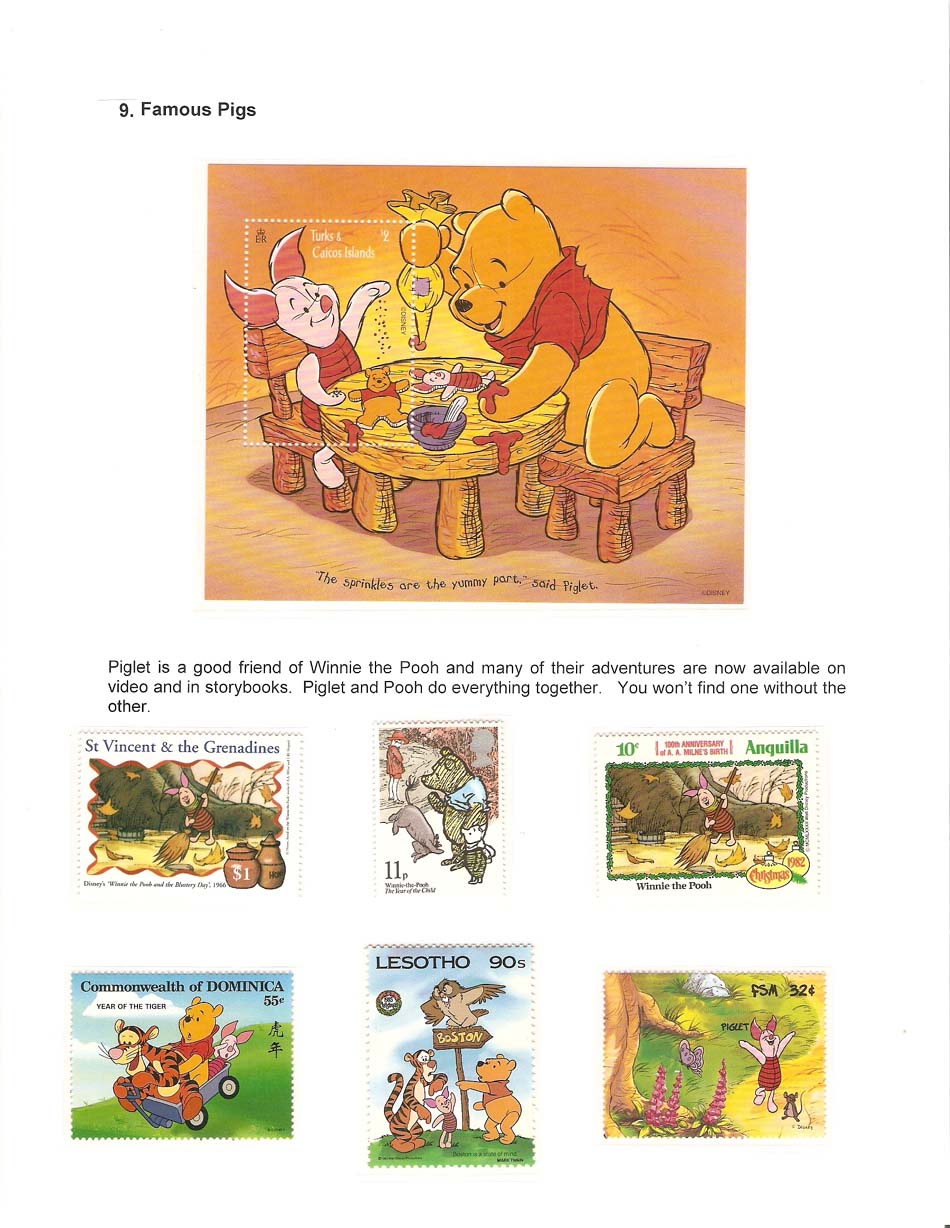 9. Famous Pigs
Turks &
Caicos Islands
$2
ER
©DISNEY
"The sprinkles are the yummy part," said Piglet.
©DISNEY
Piglet is a good friend of Winnie the Pooh and many of their adventures are now available on
video and in storybooks. Piglet and Pooh do everything together. You won't find one without the
other.
St Vincent & the Grenadines
$1
Disney's 'Winnie the Pooh and the Blustery Day', 1966
11p
Winnie-the-Pooh
The Year of the Child
10¢
100th ANNIVERSARY
of A. A. MILNE'S BIRTH
Anguilla
Winnie the Pooh
Christmas
1982
Commonwealth of DOMINICA
55¢
YEAR OF THE TIGER
虎
年
LESOTHO 90s
BOSTON
Boston is a state of mind.
MARK TWAIN
FSM 32¢
PIGLET
© DISNEY